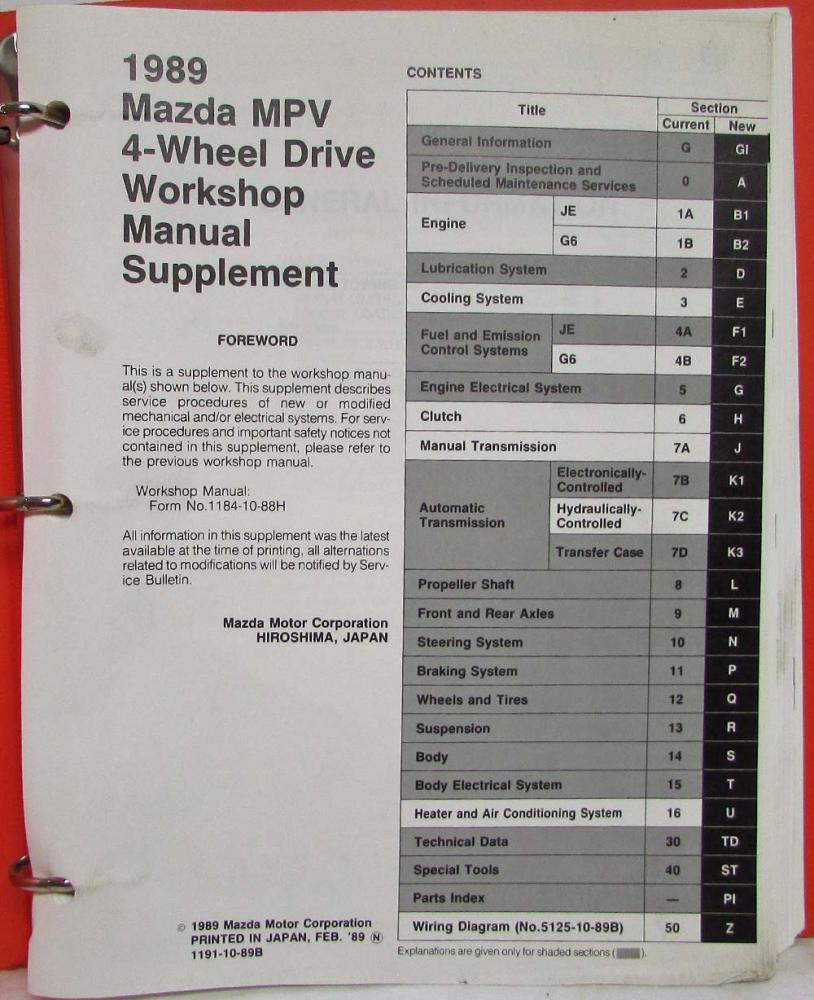 1989
Mazda MPV
4-Wheel Drive
Workshop
Manual
Supplement
FOREWORD
This is a supplement to the workshop manu-
al(s) shown below. This supplement describes
service procedures of new or modified
mechanical and/or electrical systems. For serv-
ice procedures and important safety notices not
contained in this supplement, please refer to
the previous workshop manual.
Workshop Manual:
Form No.1184-10-88H
All information in this supplement was the latest
available at the time of printing, all alternations
related to modifications will be notified by Serv-
ice Bulletin.
Mazda Motor Corporation
HIROSHIMA, JAPAN
© 1989 Mazda Motor Corporation
PRINTED IN JAPAN, FEB. '89 Ⓝ
1191-10-89B
CONTENTS
Title Section
Current New
General Information G GI
Pre-Delivery Inspection and
Scheduled Maintenance Services 0 A
Engine JE 1A B1
G6 1B B2
Lubrication System 2 D
Cooling System 3 E
Fuel and Emission
Control Systems JE 4A F1
G6 4B F2
Engine Electrical System 5 G
Clutch 6 H
Manual Transmission 7A J
Automatic
Transmission Electronically-
Controlled 7B K1
Hydraulically-
Controlled 7C K2
Transfer Case 7D K3
Propeller Shaft 8 L
Front and Rear Axles 9 M
Steering System 10 N
Braking System 11 P
Wheels and Tires 12 Q
Suspension 13 R
Body 14 S
Body Electrical System 15 T
Heater and Air Conditioning System 16 U
Technical Data 30 TD
Special Tools 40 ST
Parts Index — PI
Wiring Diagram (No.5125-10-89B) 50 Z
Explanations are given only for shaded sections ( ).